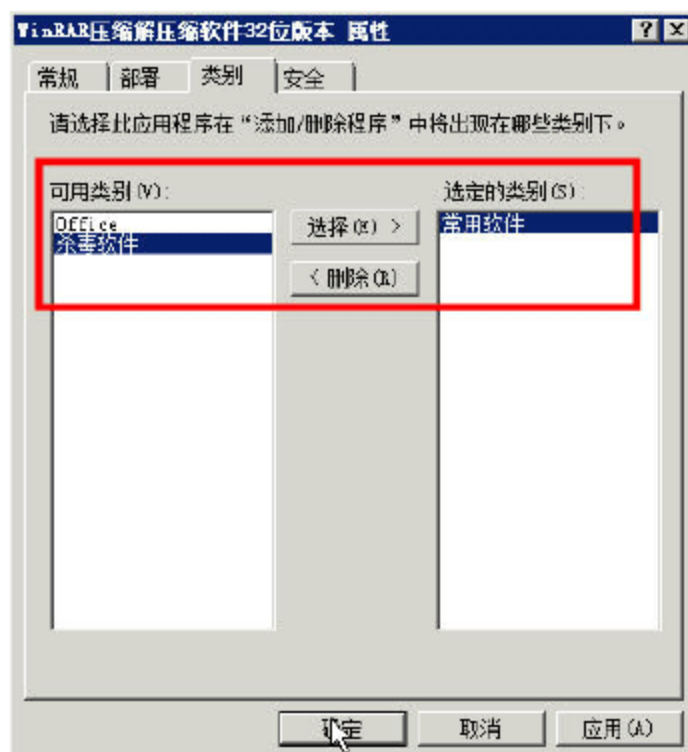 WinRAR压缩解压缩软件32位版本 属性
常规 部署 类别 安全
请选择此应用程序在“添加/删除程序”中将出现在哪些类别下。
可用类别(V): 选定的类别(S):
Office 选择(E) > 常用软件
杀毒软件
< 删除(R)
确定 取消 应用(A)